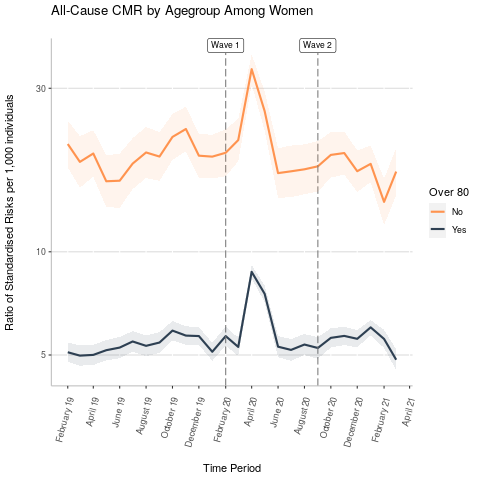 All-Cause CMR by Agegroup Among Women
Wave 1
Wave 2
30
10
5
Ratio of Standardised Risks per 1,000 individuals
February 19
April 19
June 19
August 19
October 19
December 19
February 20
April 20
June 20
August 20
October 20
December 20
February 21
April 21
Time Period
Over 80
No
Yes